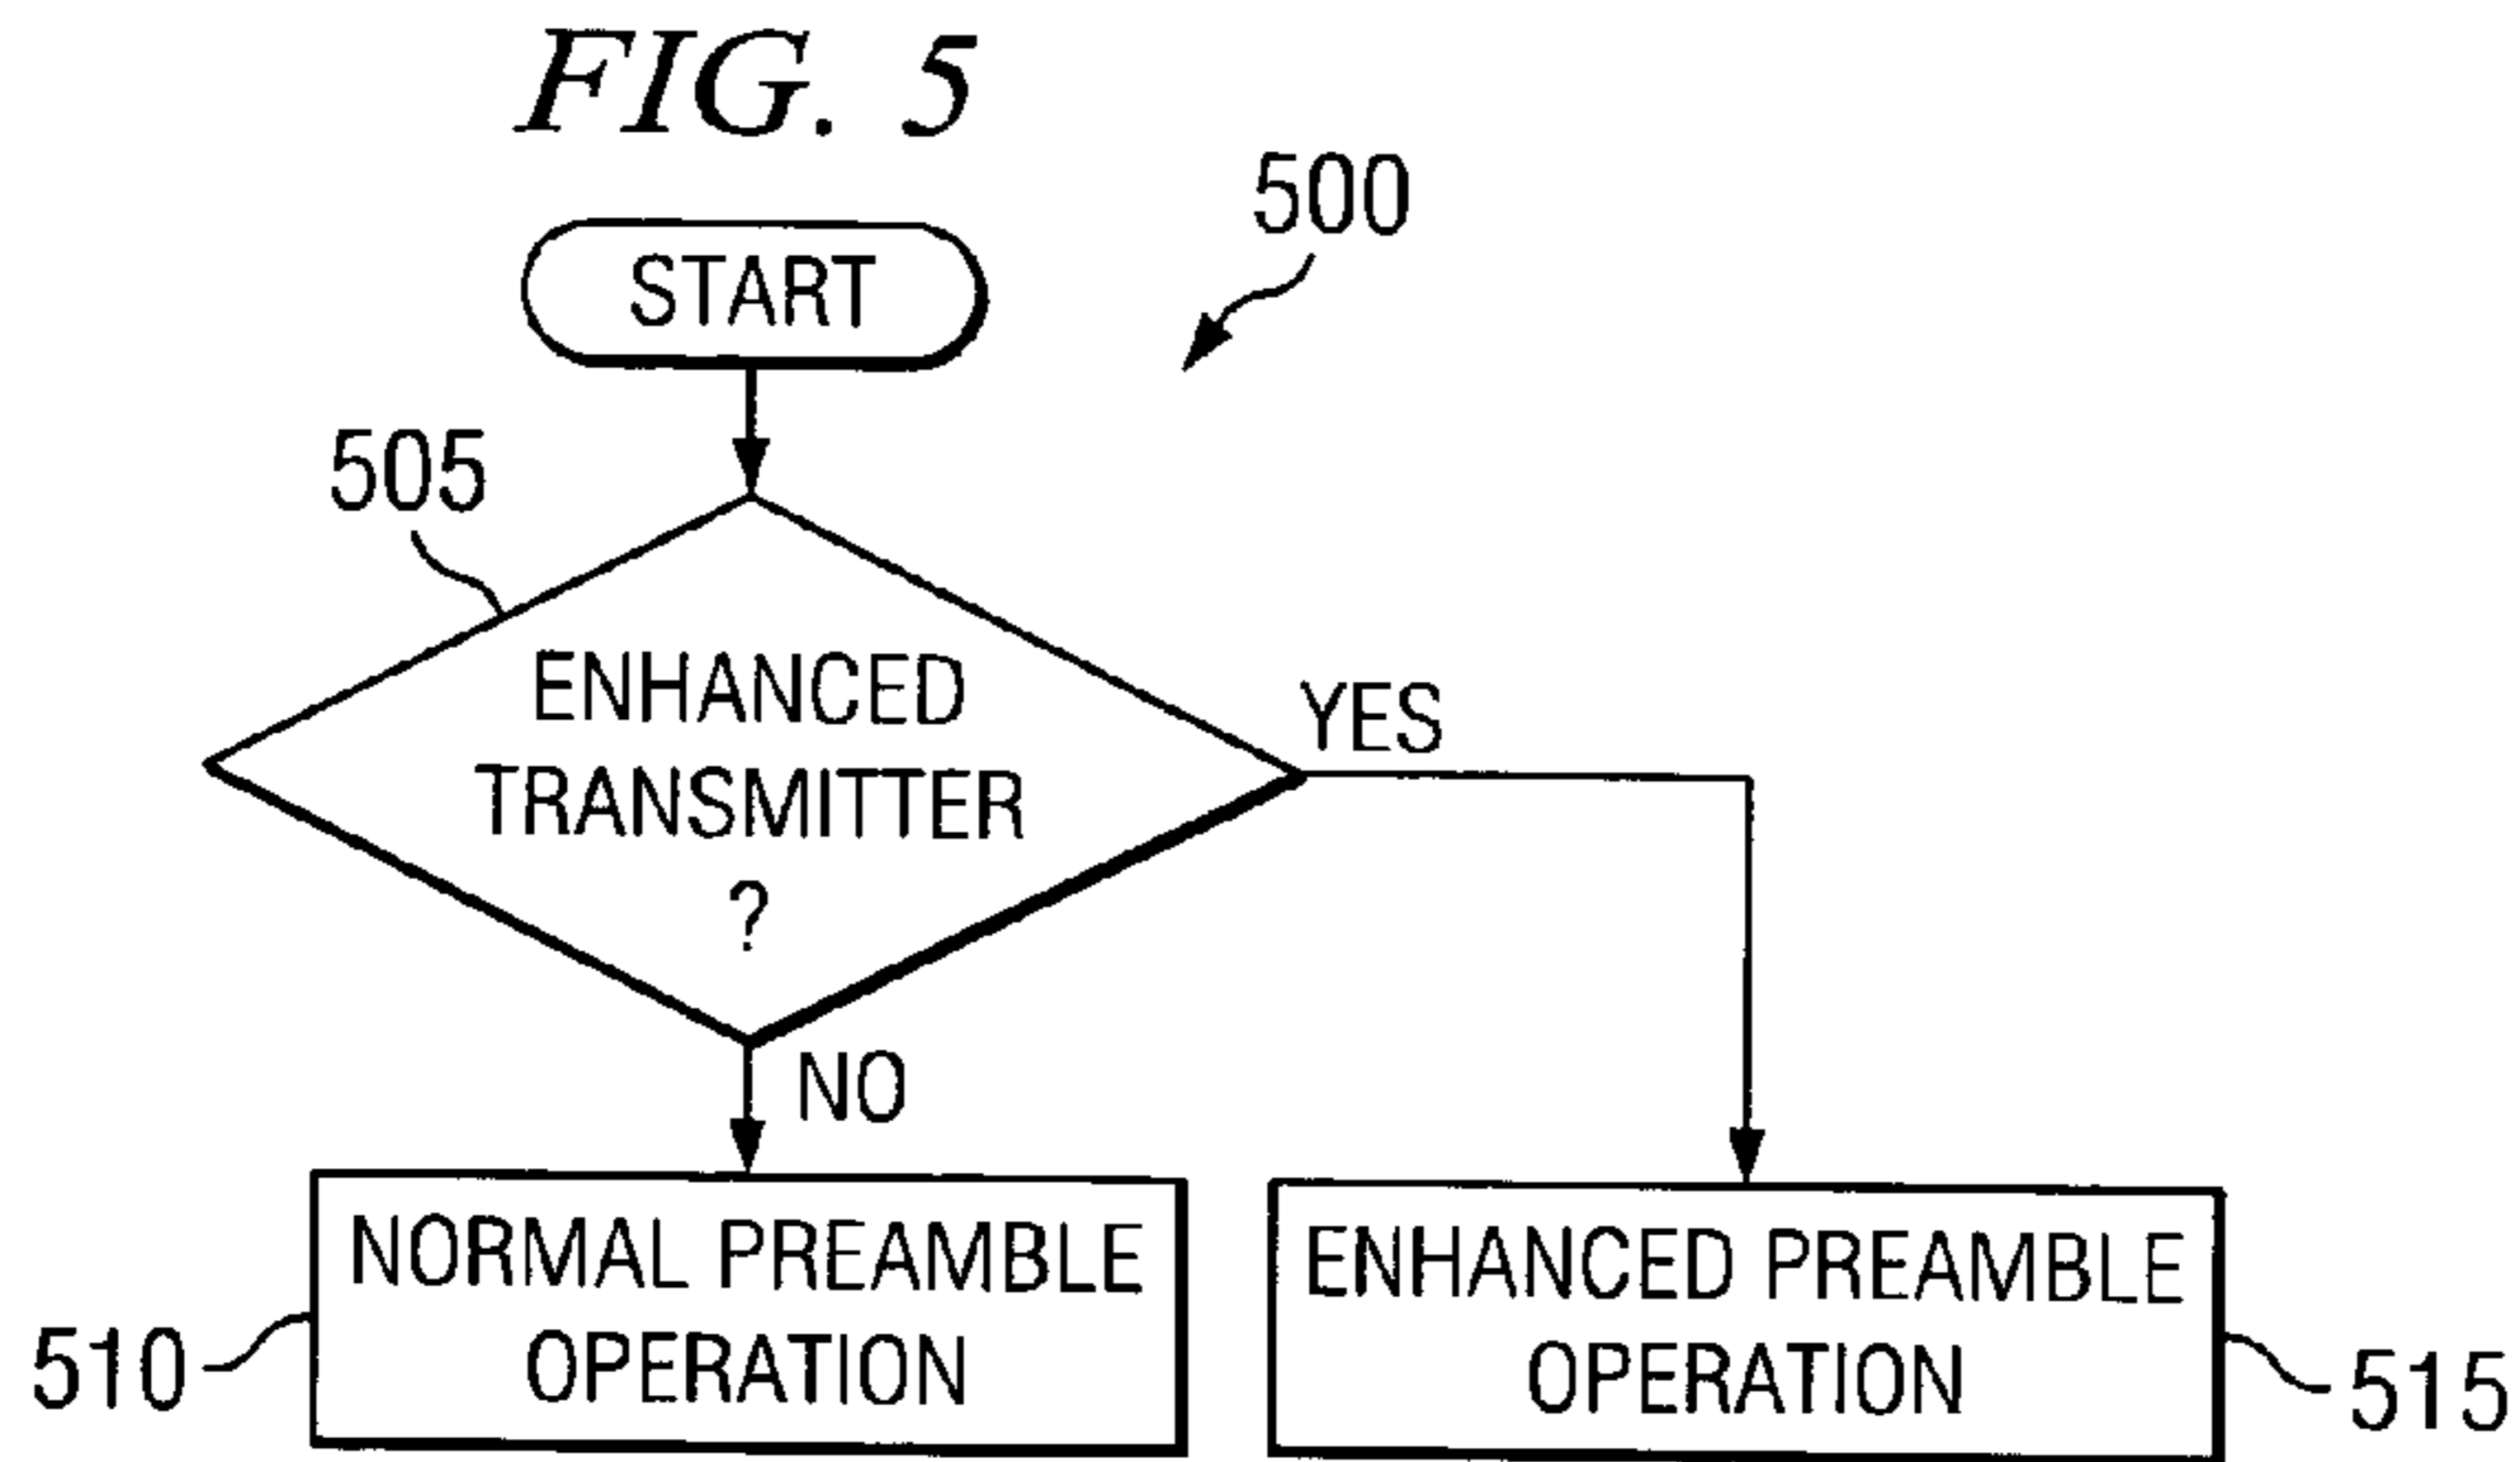 FIG. 5
500
START
505
ENHANCED
TRANSMITTER
?
YES
NO
NORMAL PREAMBLE
OPERATION
510
ENHANCED PREAMBLE
OPERATION
515